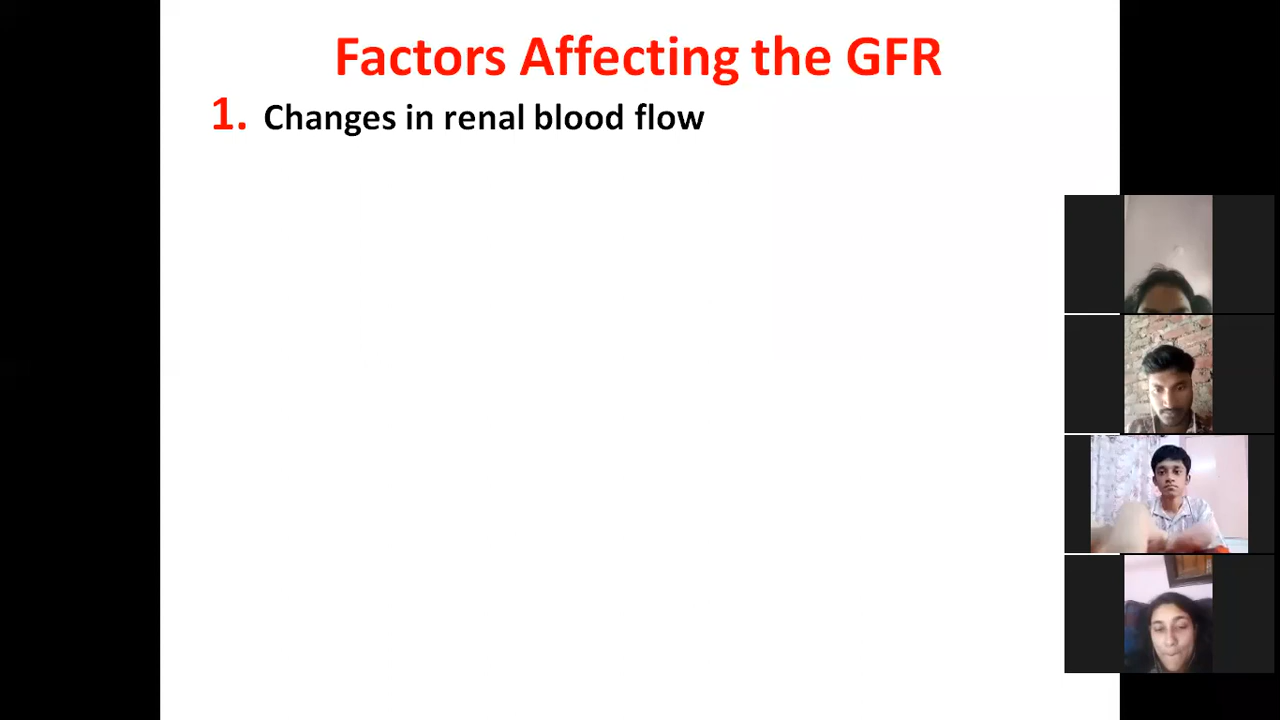 Factors Affecting the GFR
1. Changes in renal blood flow